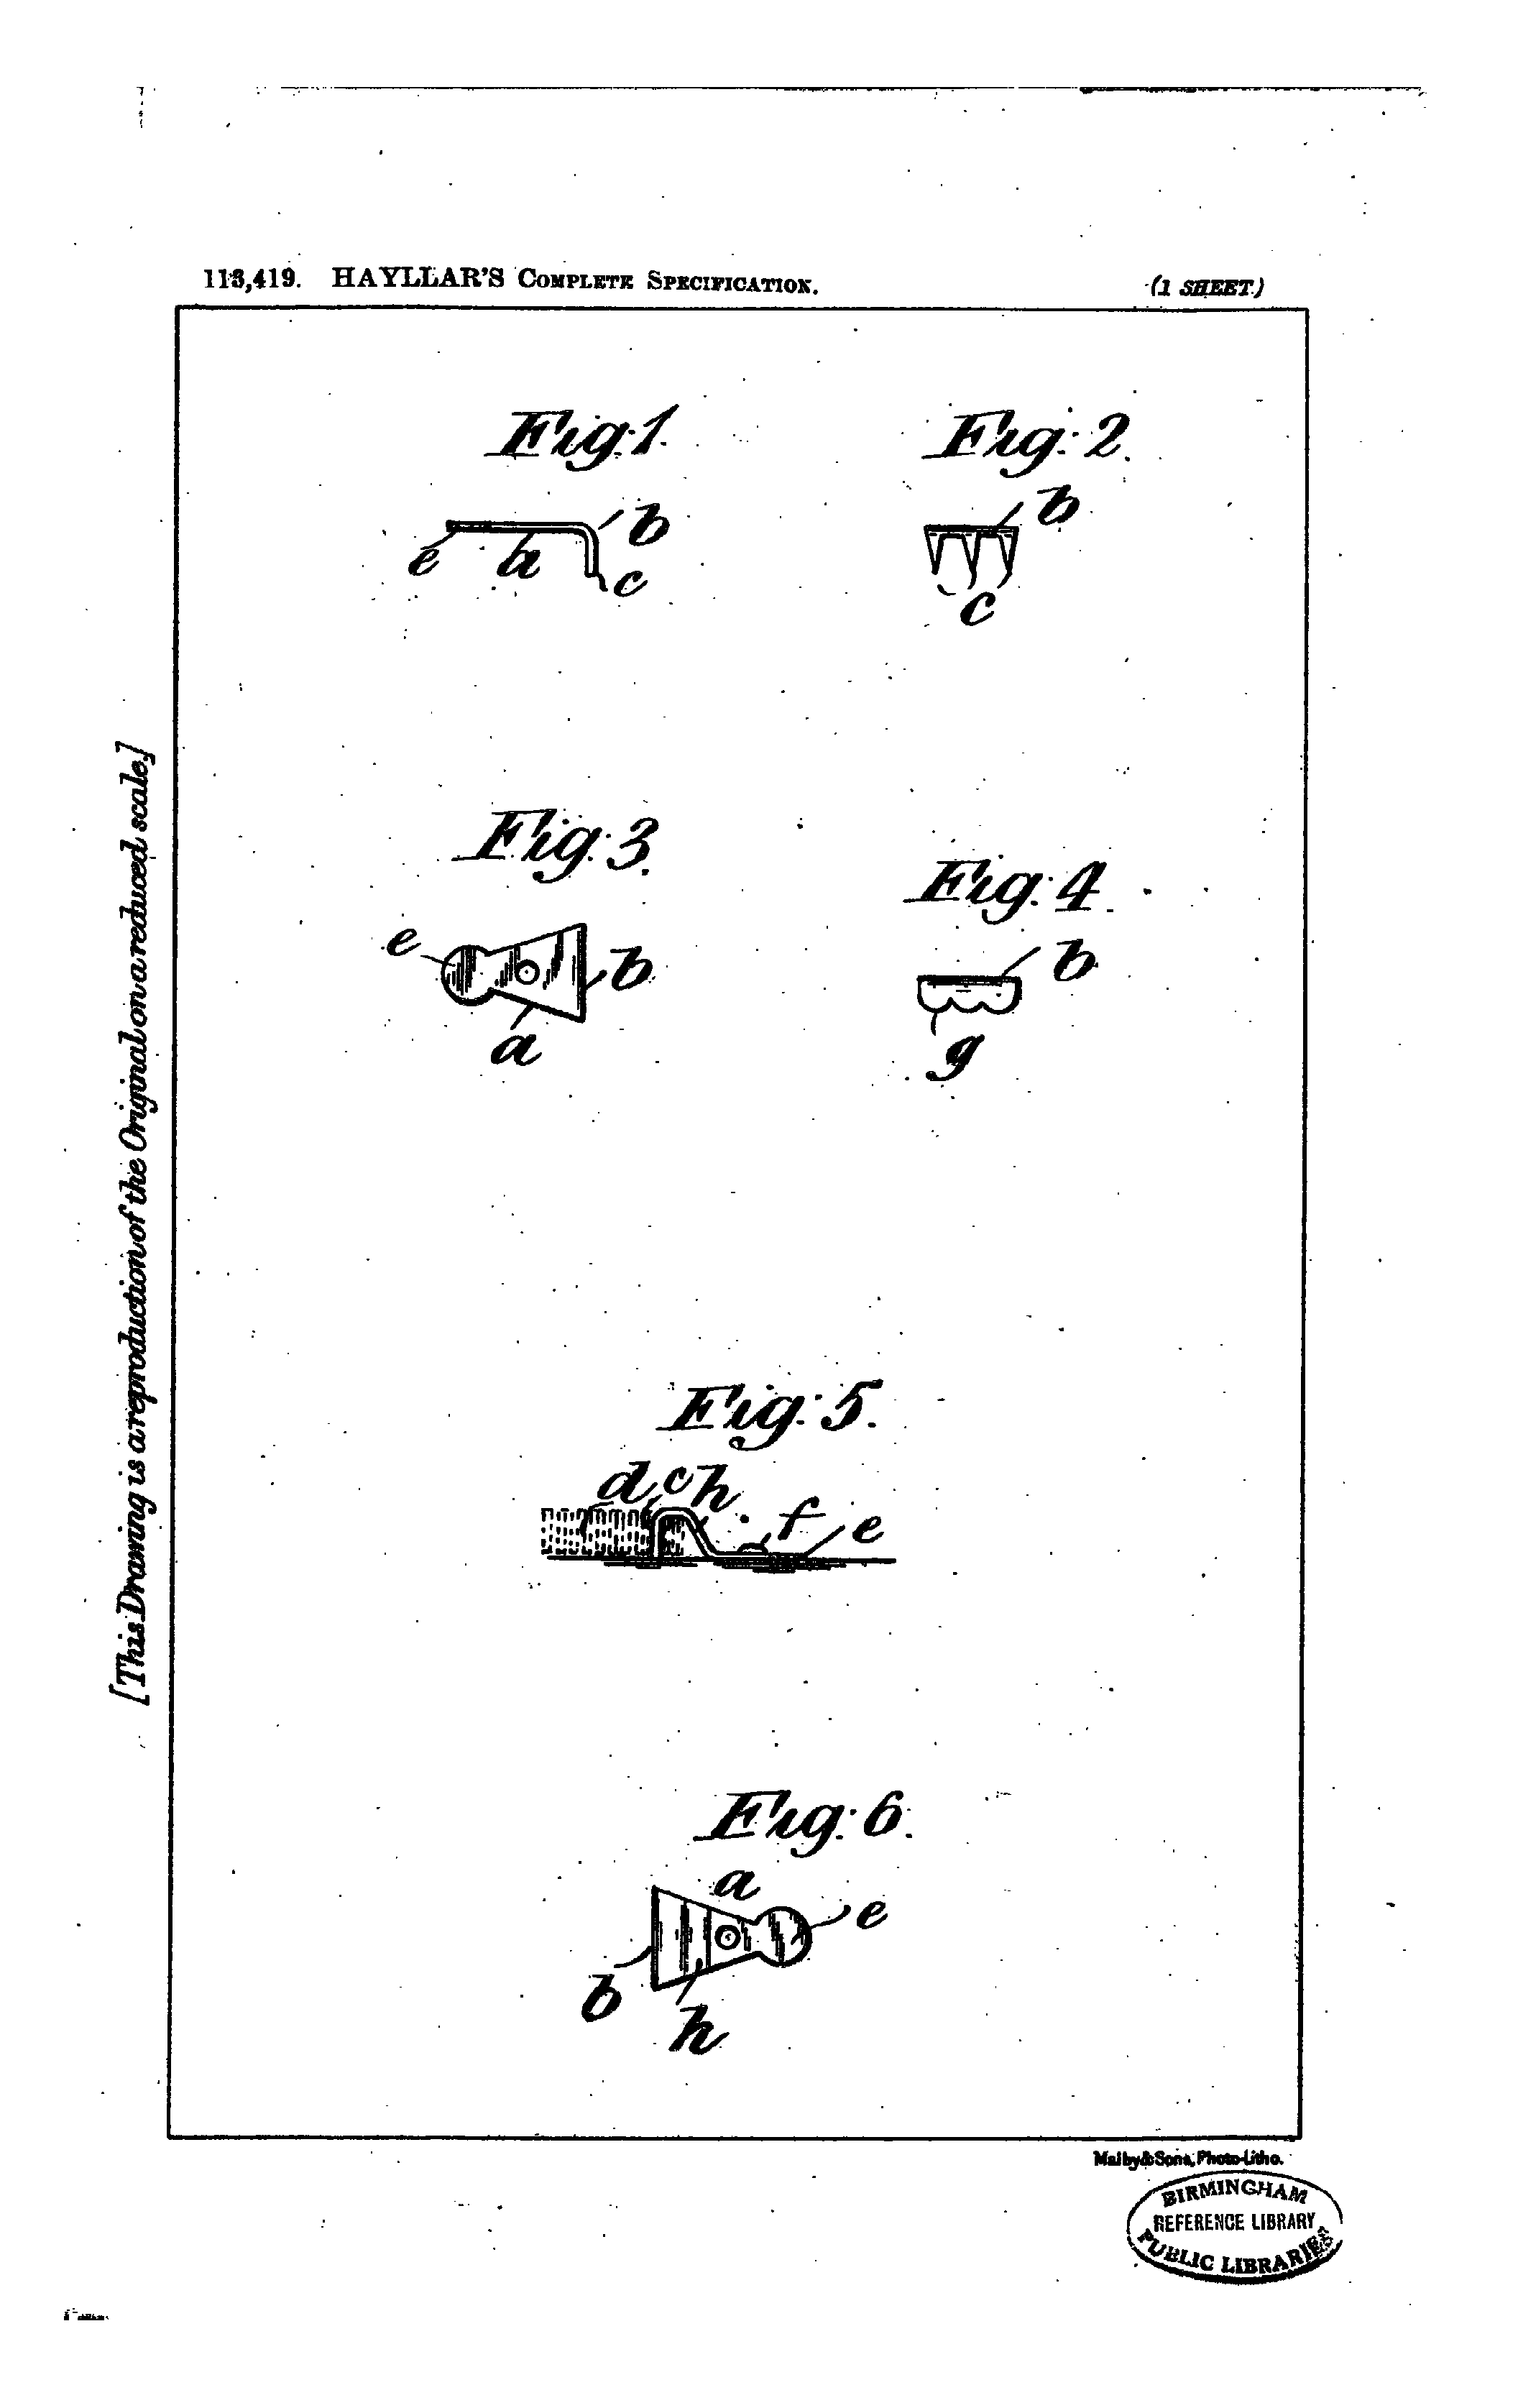 113,419. HAYLLAR'S COMPLETE SPECIFICATION. (1 SHEET)
Fig. 1.
e a b c
Fig. 2.
b
c
Fig. 3.
e b
a
Fig. 4.
b
g
Fig. 5.
d c h f e
Fig. 6.
a
e
b
h
[This Drawing is a reproduction of the Original on a reduced scale.]
Malby & Sons, Photo-Litho.
BIRMINGHAM
REFERENCE LIBRARY
PUBLIC LIBRARIES